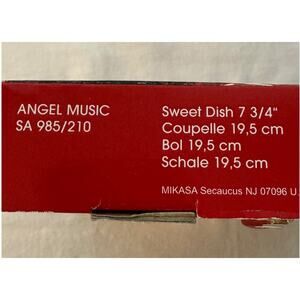 ANGEL MUSIC
SA 985/210
Sweet Dish 7 3/4"
Coupelle 19,5 cm
Bol 19,5 cm
Schale 19,5 cm
MIKASA Secaucus NJ 07096 U.